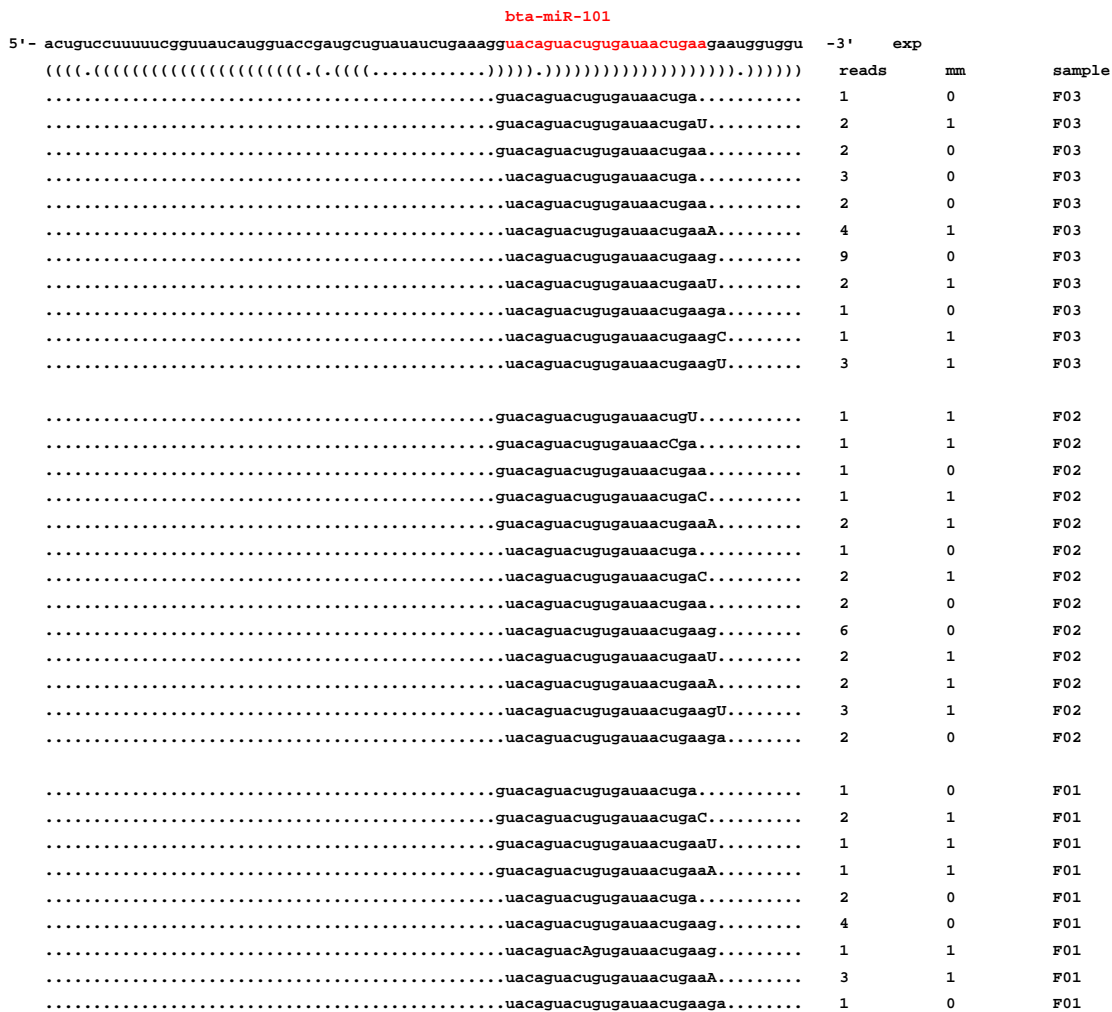 bta-miR-101
5'- acuguccuuuuucgguuaucaugguaccgaugcuguauaucugaaagguacaguacugugauaacugaagaaugguggu -3' exp
((((.((((((((((((((((((((((.(.((((............))))).)))))))))))))))))))).)))))) reads mm sample
...............................................guacaguacugugauaacuga........... 1 0 F03
...............................................guacaguacugugauaacugaU.......... 2 1 F03
...............................................guacaguacugugauaacugaa.......... 2 0 F03
................................................uacaguacugugauaacuga........... 3 0 F03
................................................uacaguacugugauaacugaa.......... 2 0 F03
................................................uacaguacugugauaacugaaA......... 4 1 F03
................................................uacaguacugugauaacugaag......... 9 0 F03
................................................uacaguacugugauaacugaaU......... 2 1 F03
................................................uacaguacugugauaacugaaga........ 1 0 F03
................................................uacaguacugugauaacugaagC........ 1 1 F03
................................................uacaguacugugauaacugaagU........ 3 1 F03
...............................................guacaguacugugauaacugU........... 1 1 F02
...............................................guacaguacugugauaacCga........... 1 1 F02
...............................................guacaguacugugauaacugaa.......... 1 0 F02
...............................................guacaguacugugauaacugaC.......... 1 1 F02
...............................................guacaguacugugauaacugaaA......... 2 1 F02
................................................uacaguacugugauaacuga........... 1 0 F02
................................................uacaguacugugauaacugaC.......... 2 1 F02
................................................uacaguacugugauaacugaa.......... 2 0 F02
................................................uacaguacugugauaacugaag......... 6 0 F02
................................................uacaguacugugauaacugaaU......... 2 1 F02
................................................uacaguacugugauaacugaaA......... 2 1 F02
................................................uacaguacugugauaacugaagU........ 3 1 F02
................................................uacaguacugugauaacugaaga........ 2 0 F02
...............................................guacaguacugugauaacuga........... 1 0 F01
...............................................guacaguacugugauaacugaC.......... 2 1 F01
...............................................guacaguacugugauaacugaaU......... 1 1 F01
...............................................guacaguacugugauaacugaaA......... 1 1 F01
................................................uacaguacugugauaacuga........... 2 0 F01
................................................uacaguacugugauaacugaag......... 4 0 F01
................................................uacaguacAgugauaacugaag......... 1 1 F01
................................................uacaguacugugauaacugaaA......... 3 1 F01
................................................uacaguacugugauaacugaaga........ 1 0 F01